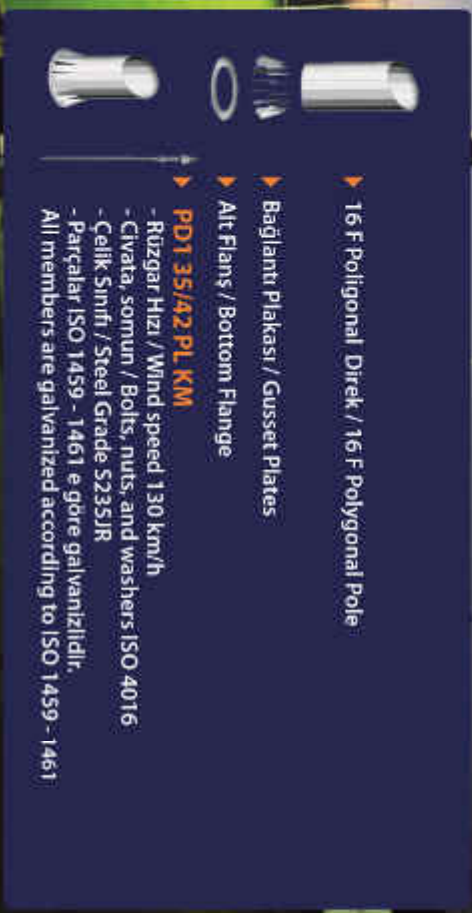 16 F Poligonal Direk / 16 F Polygonal Pole
Bağlantı Plakası / Gusset Plates
Alt Flanş / Bottom Flange
PD1 35/42 PL KM
- Rüzgar Hızı / Wind speed 130 km/h
- Civata, somun / Bolts, nuts, and washers ISO 4016
- Çelik Sınıfı / Steel Grade S235JR
- Parçalar ISO 1459 - 1461 e göre galvanizlidir.
All members are galvanized according to ISO 1459 - 1461